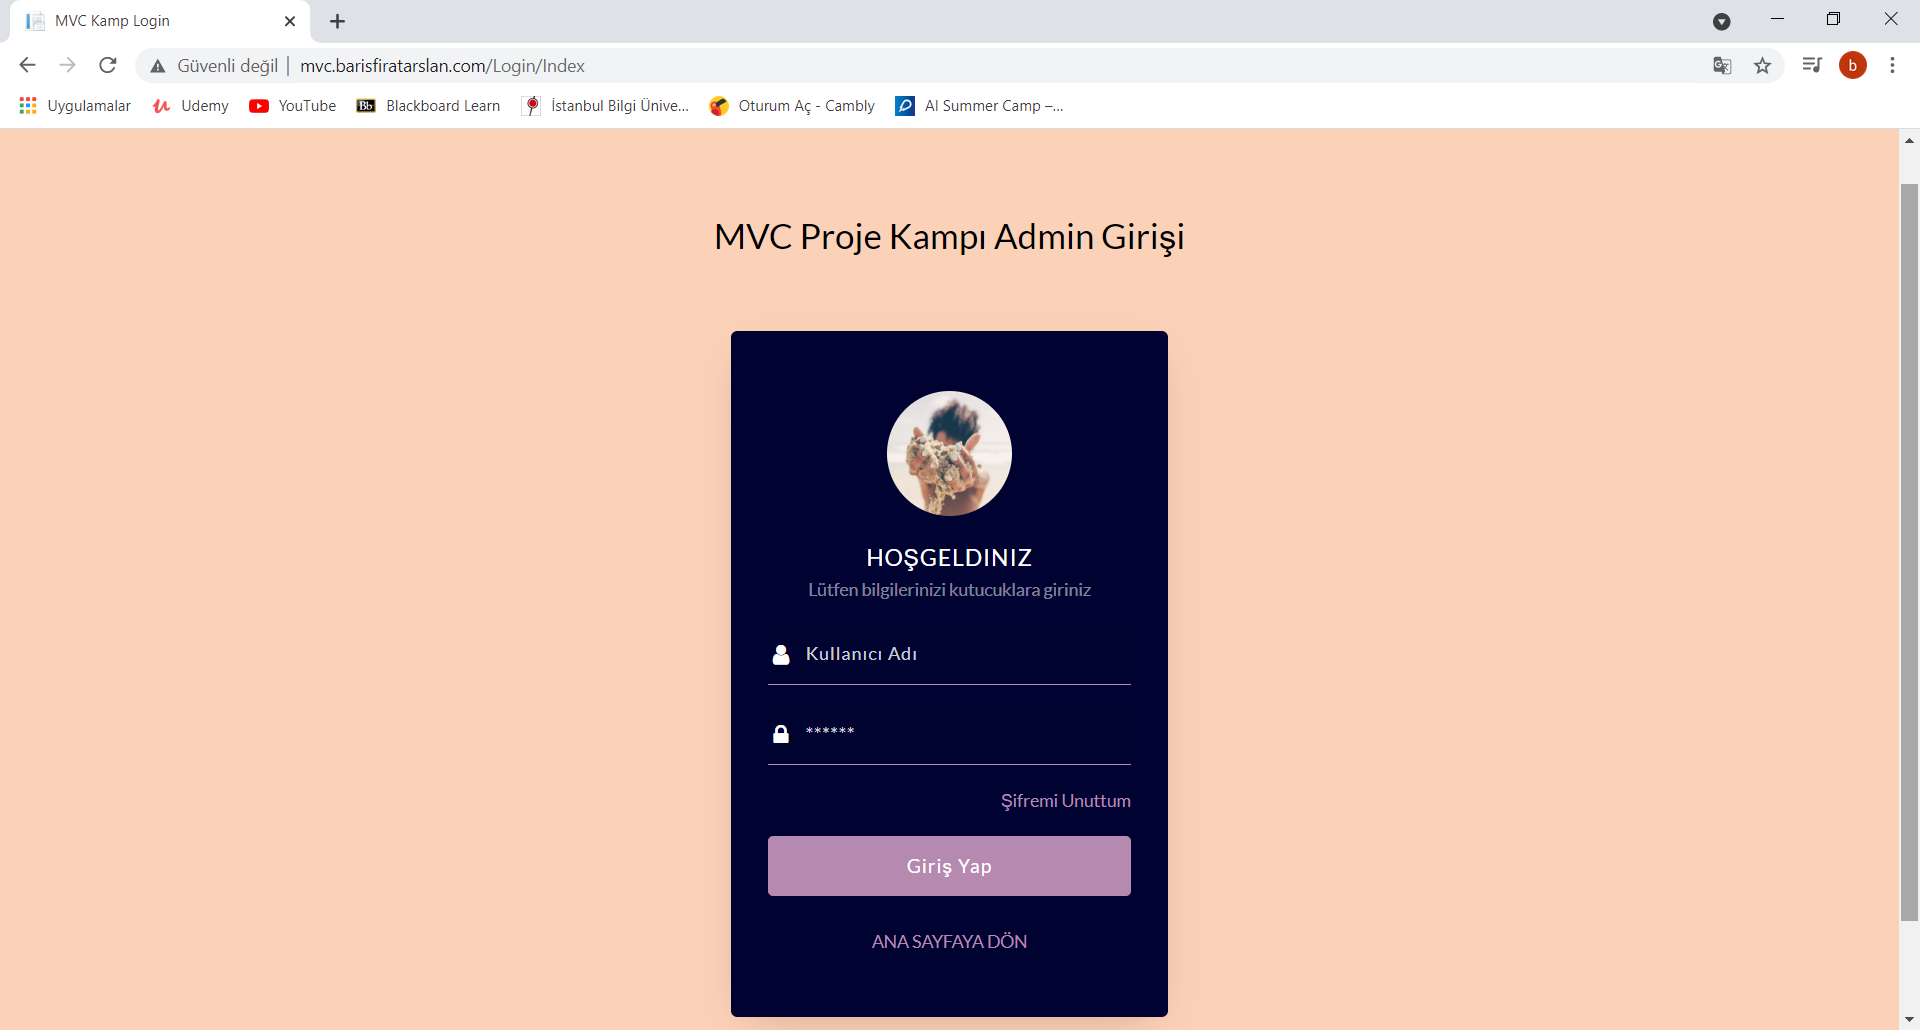 MVC Kamp Login
Güvenli değil | mvc.barisfiratarslan.com/Login/Index
b
Uygulamalar Udemy YouTube Bb Blackboard Learn İstanbul Bilgi Ünive... Oturum Aç - Cambly AI Summer Camp –...
MVC Proje Kampı Admin Girişi
HOŞGELDINIZ
Lütfen bilgilerinizi kutucuklara giriniz
Kullanıcı Adı
******
Şifremi Unuttum
Giriş Yap
ANA SAYFAYA DÖN